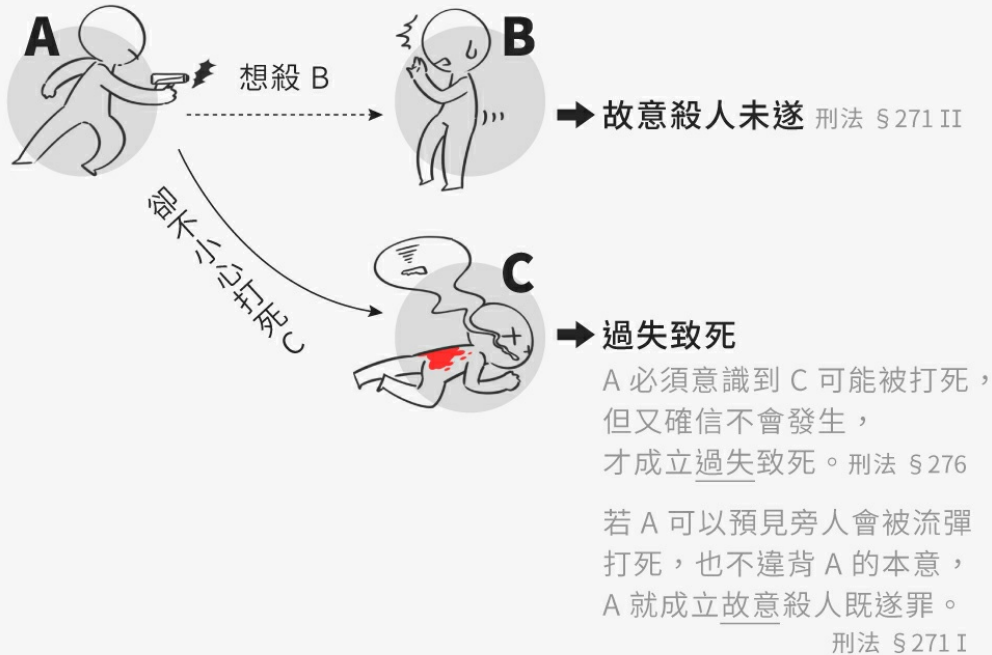 A
想殺 B
B
故意殺人未遂 刑法 §271 II
卻不小心打死C
C
過失致死
A 必須意識到 C 可能被打死，
但又確信不會發生，
才成立過失致死。刑法 §276
若 A 可以預見旁人會被流彈
打死，也不違背 A 的本意，
A 就成立故意殺人既遂罪。
刑法 §271 I